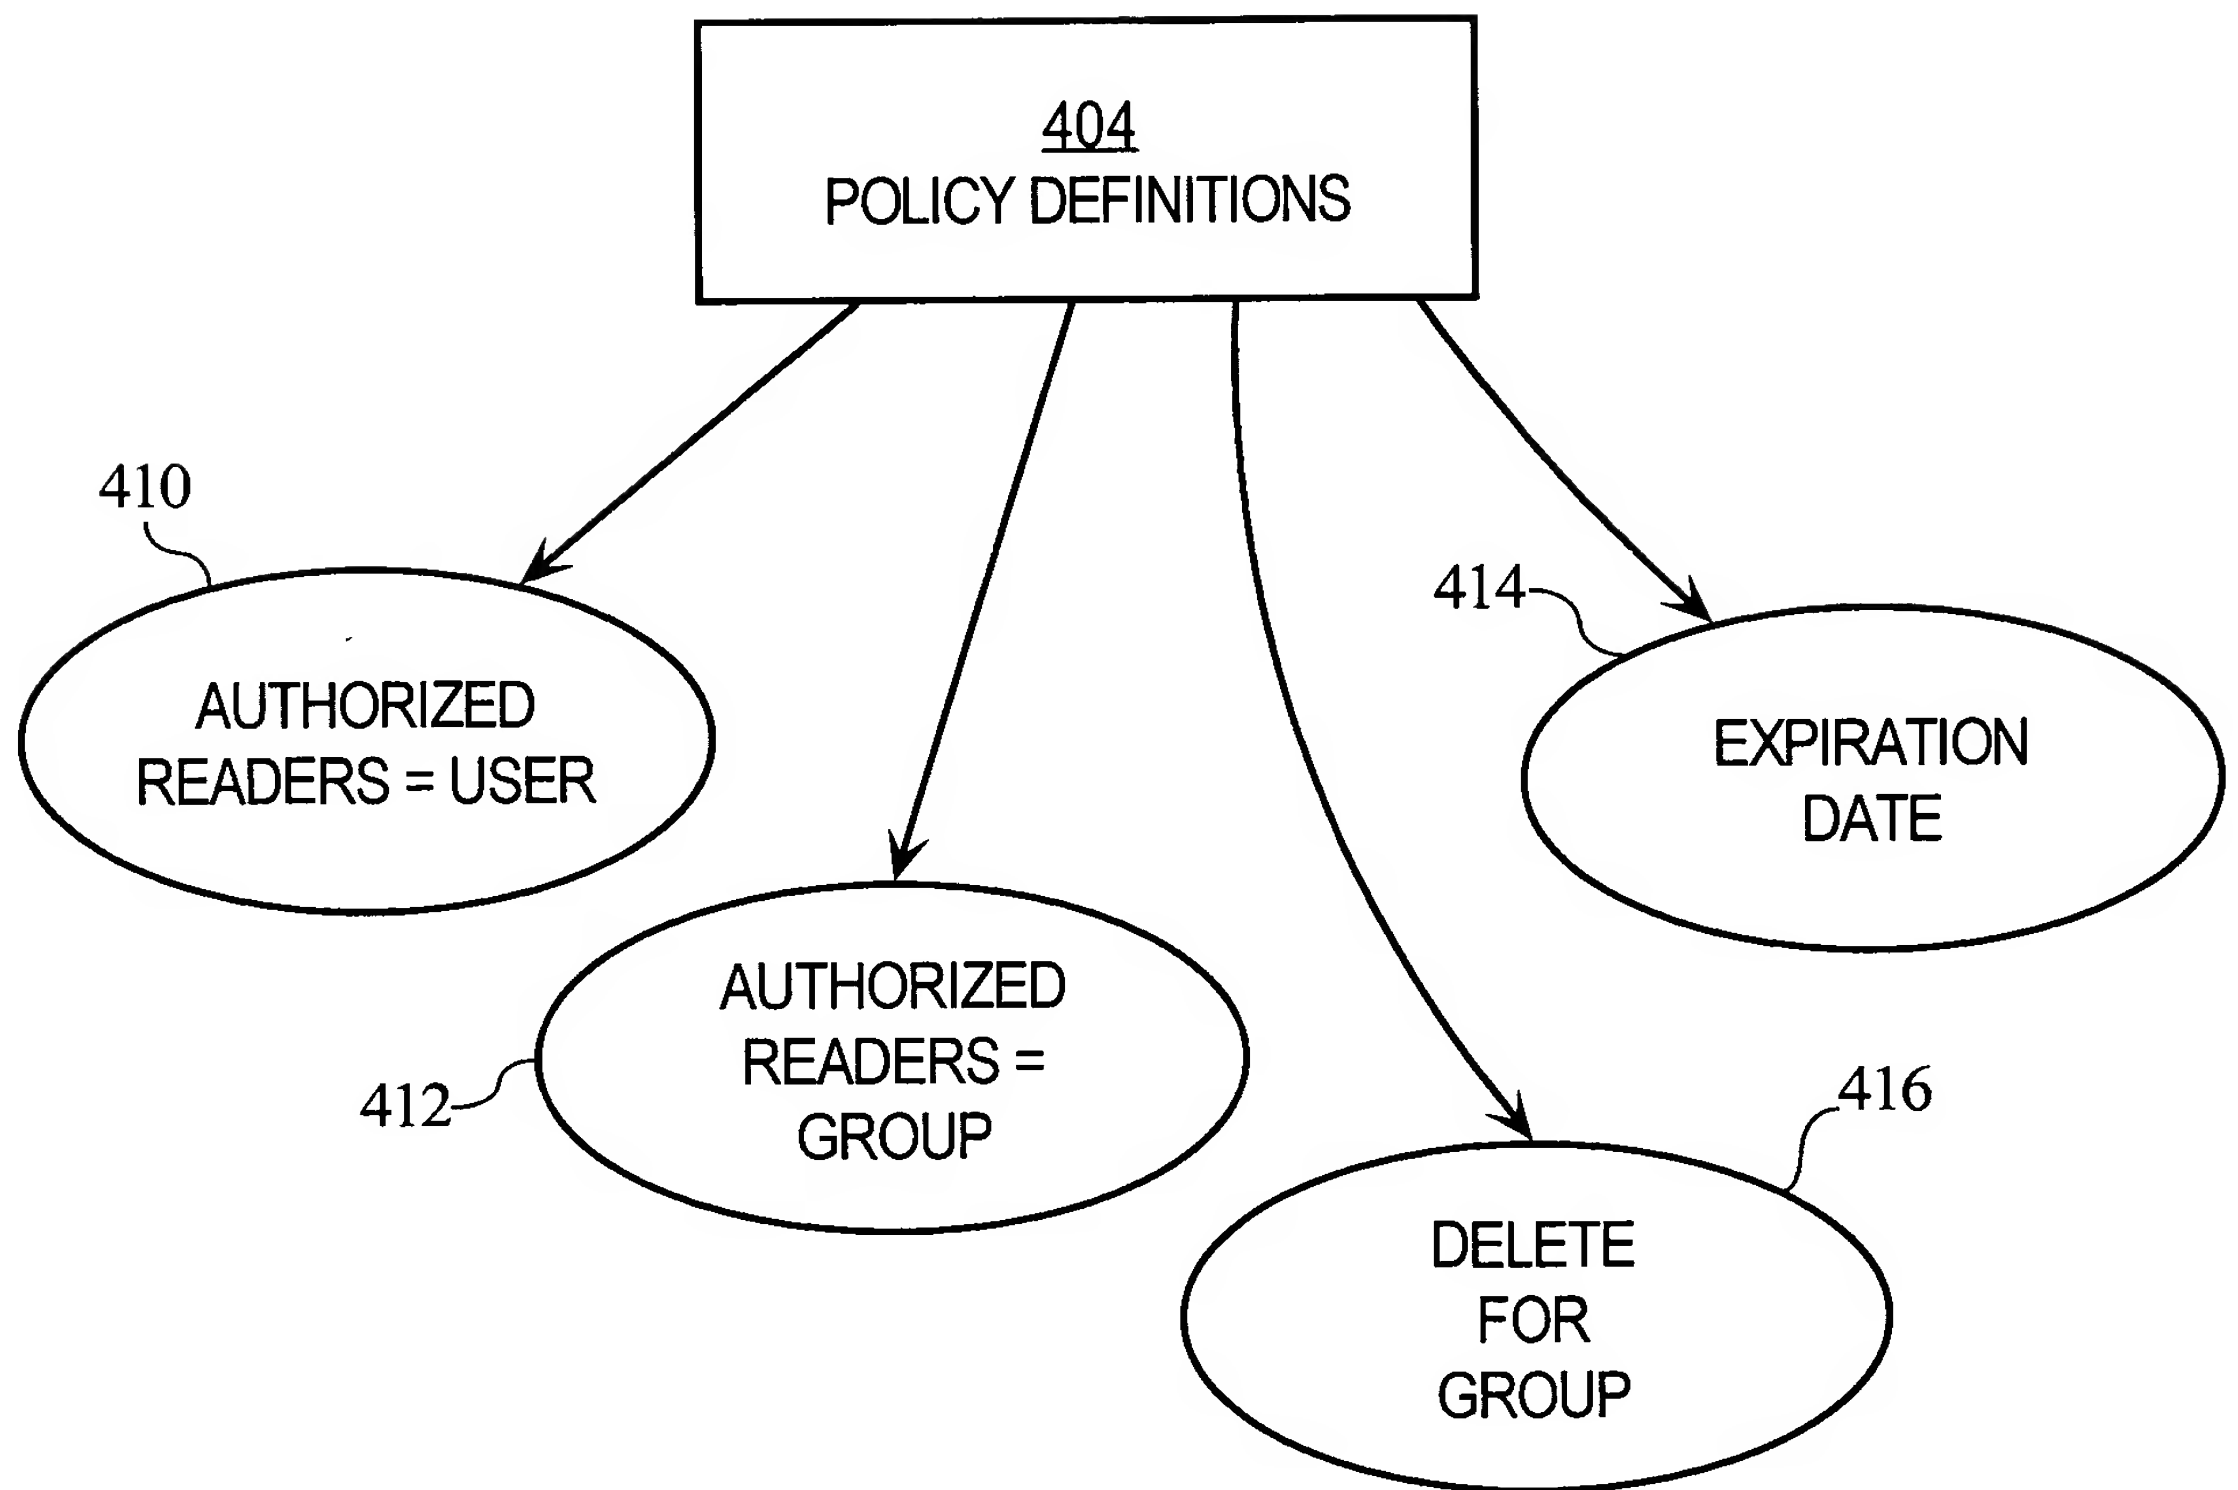 404
POLICY DEFINITIONS
410
AUTHORIZED
READERS = USER
412
AUTHORIZED
READERS =
GROUP
414
EXPIRATION
DATE
416
DELETE
FOR
GROUP